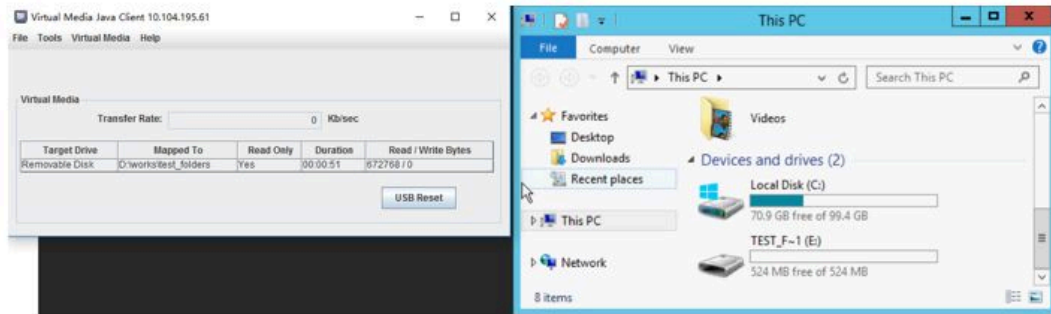 Virtual Media Java Client 10.104.195.61
File Tools Virtual Media Help
Virtual Media
Transfer Rate: 0 Kb/sec
Target Drive Mapped To Read Only Duration Read / Write Bytes
Removable Disk D:\works\test_folders Yes 00:00:51 672768 / 0
USB Reset
This PC
File Computer View
This PC
Search This PC
Favorites
Desktop
Downloads
Recent places
This PC
Network
Videos
Devices and drives (2)
Local Disk (C:)
70.9 GB free of 99.4 GB
TEST_F~1 (E:)
524 MB free of 524 MB
8 items